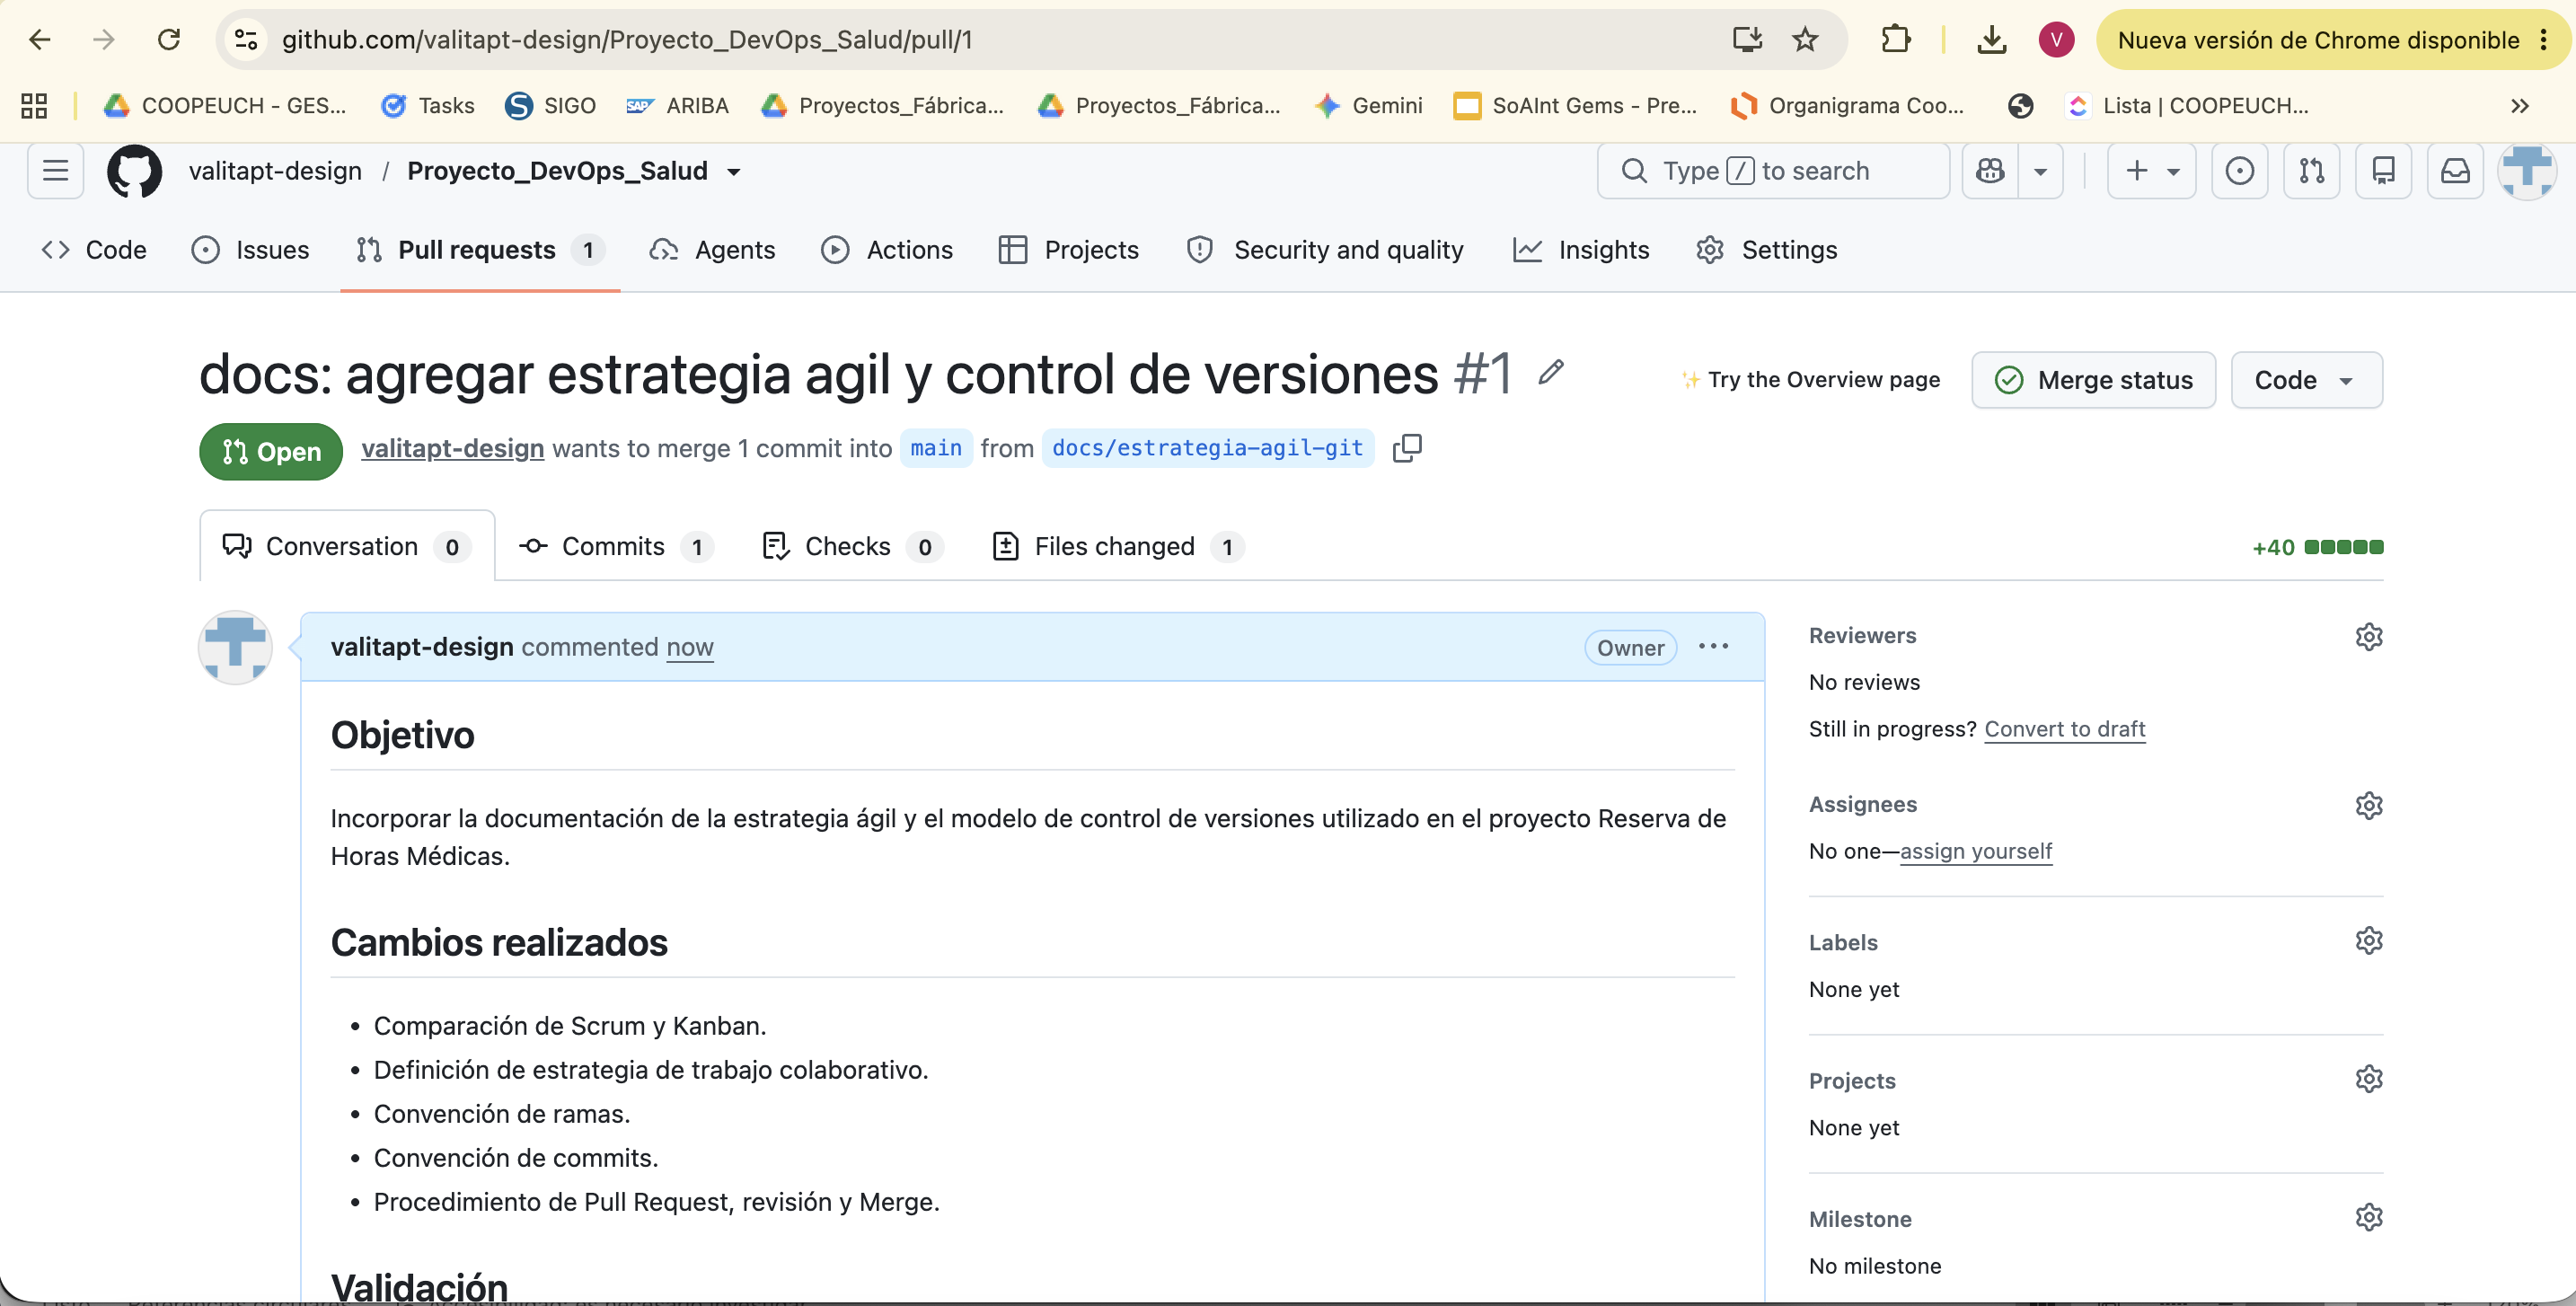 github.com/valitapt-design/Proyecto_DevOps_Salud/pull/1
V
Nueva versión de Chrome disponible
COOPEUCH - GES...
Tasks
SIGO
ARIBA
Proyectos_Fábrica...
Proyectos_Fábrica...
Gemini
SoAInt Gems - Pre...
Organigrama Coo...
Lista | COOPEUCH...
valitapt-design / Proyecto_DevOps_Salud
Type / to search
Code
Issues
Pull requests 1
Agents
Actions
Projects
Security and quality
Insights
Settings
docs: agregar estrategia agil y control de versiones #1
Try the Overview page
Merge status
Code
Open
valitapt-design wants to merge 1 commit into main from docs/estrategia-agil-git
Conversation 0
Commits 1
Checks 0
Files changed 1
+40
valitapt-design commented now
Owner
Objetivo
Incorporar la documentación de la estrategia ágil y el modelo de control de versiones utilizado en el proyecto Reserva de
Horas Médicas.
Cambios realizados
• Comparación de Scrum y Kanban.
• Definición de estrategia de trabajo colaborativo.
• Convención de ramas.
• Convención de commits.
• Procedimiento de Pull Request, revisión y Merge.
Validación
Reviewers
No reviews
Still in progress? Convert to draft
Assignees
No one—assign yourself
Labels
None yet
Projects
None yet
Milestone
No milestone